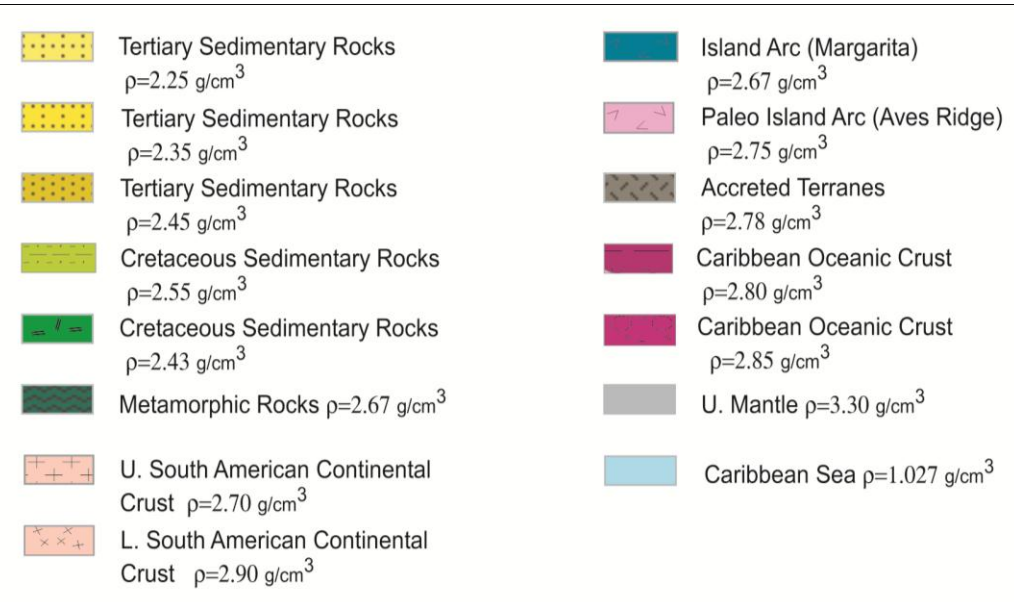 Tertiary Sedimentary Rocks
ρ=2.25 g/cm³
Tertiary Sedimentary Rocks
ρ=2.35 g/cm³
Tertiary Sedimentary Rocks
ρ=2.45 g/cm³
Cretaceous Sedimentary Rocks
ρ=2.55 g/cm³
Cretaceous Sedimentary Rocks
ρ=2.43 g/cm³
Metamorphic Rocks ρ=2.67 g/cm³
U. South American Continental
Crust ρ=2.70 g/cm³
L. South American Continental
Crust ρ=2.90 g/cm³
Island Arc (Margarita)
ρ=2.67 g/cm³
Paleo Island Arc (Aves Ridge)
ρ=2.75 g/cm³
Accreted Terranes
ρ=2.78 g/cm³
Caribbean Oceanic Crust
ρ=2.80 g/cm³
Caribbean Oceanic Crust
ρ=2.85 g/cm³
U. Mantle ρ=3.30 g/cm³
Caribbean Sea ρ=1.027 g/cm³